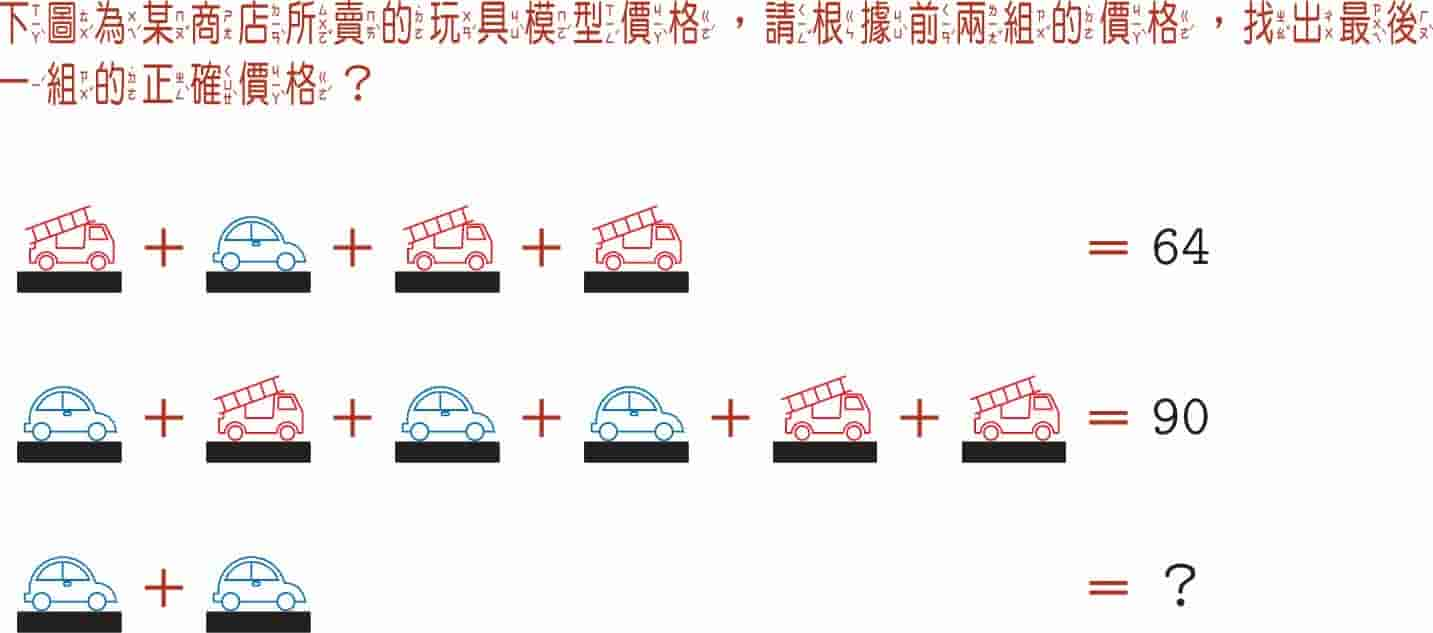 下圖為某商店所賣的玩具模型價格，請根據前兩組的價格，找出最後
一組的正確價格？
+ + + = 64
+ + + + + = 90
+ = ?